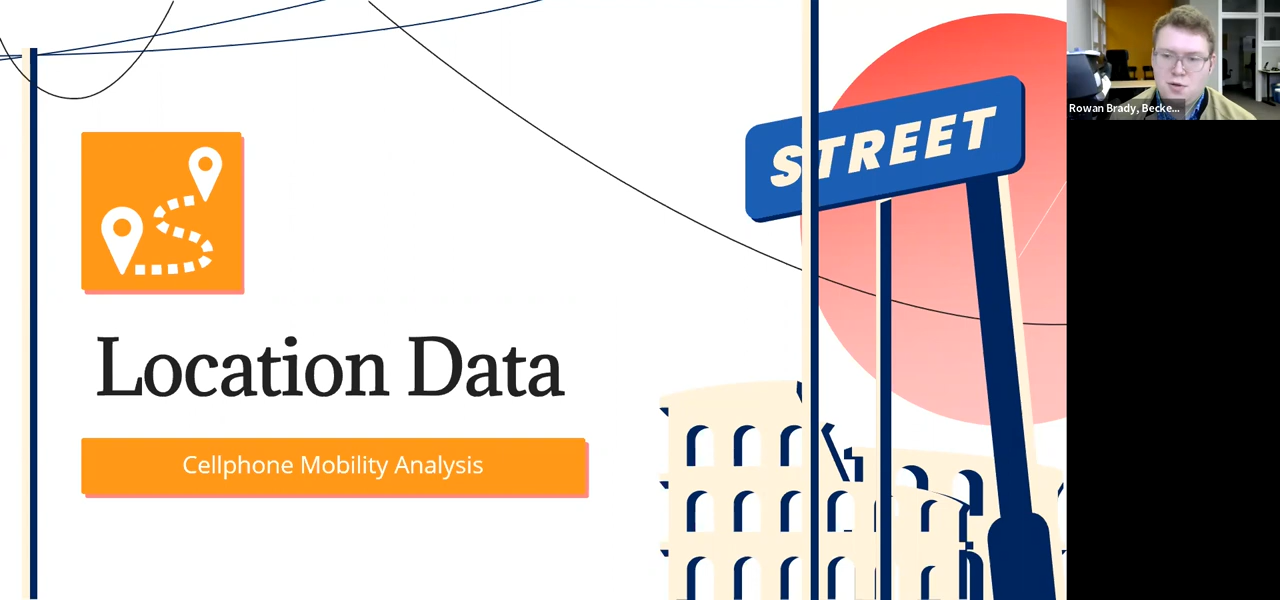 STREET
Rowan Brady, Becke...
Location Data
Cellphone Mobility Analysis